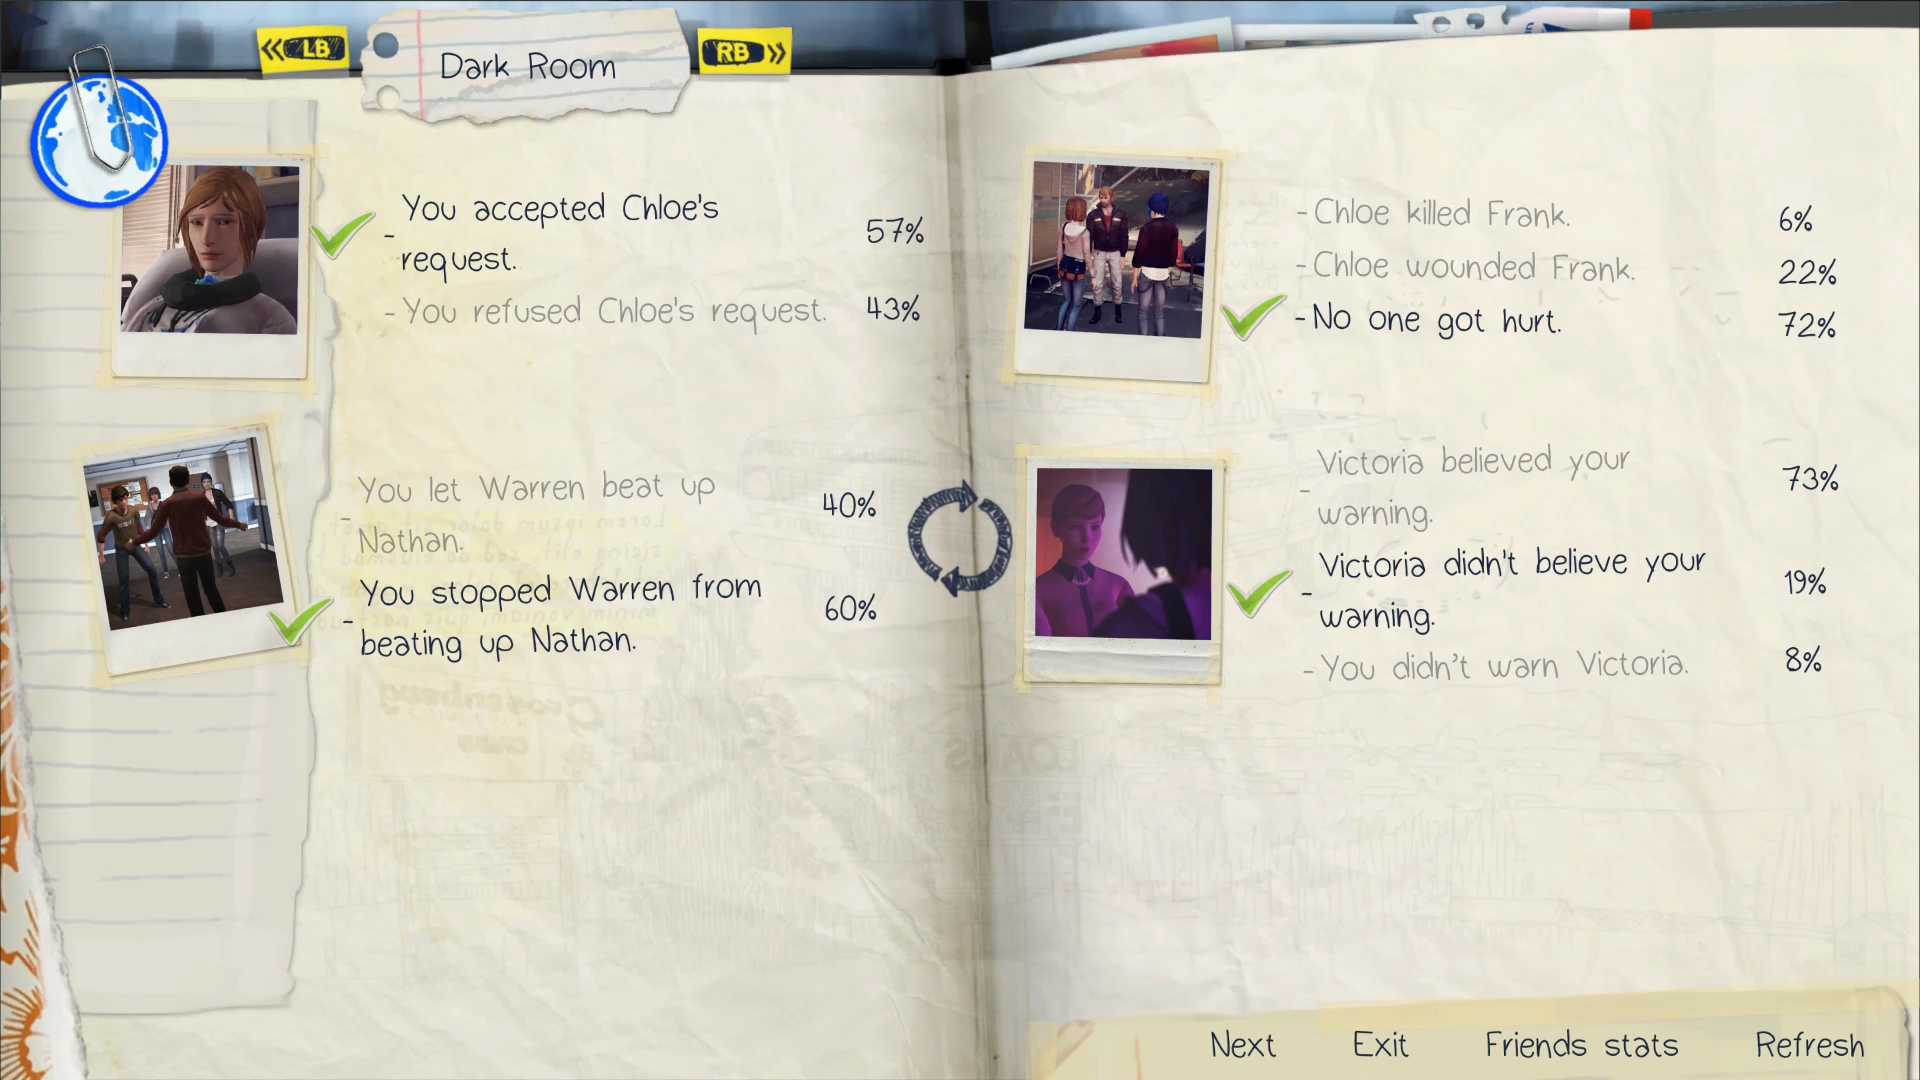 LB
Dark Room
RB
You accepted Chloe's
-
request.
57%
- You refused Chloe's request.
43%
You let Warren beat up
-
Nathan.
40%
You stopped Warren from
-
beating up Nathan.
60%
- Chloe killed Frank.
6%
- Chloe wounded Frank.
22%
- No one got hurt.
72%
Victoria believed your
-
warning.
73%
Victoria didn't believe your
-
warning.
19%
- You didn't warn Victoria.
8%
Next
Exit
Friends stats
Refresh